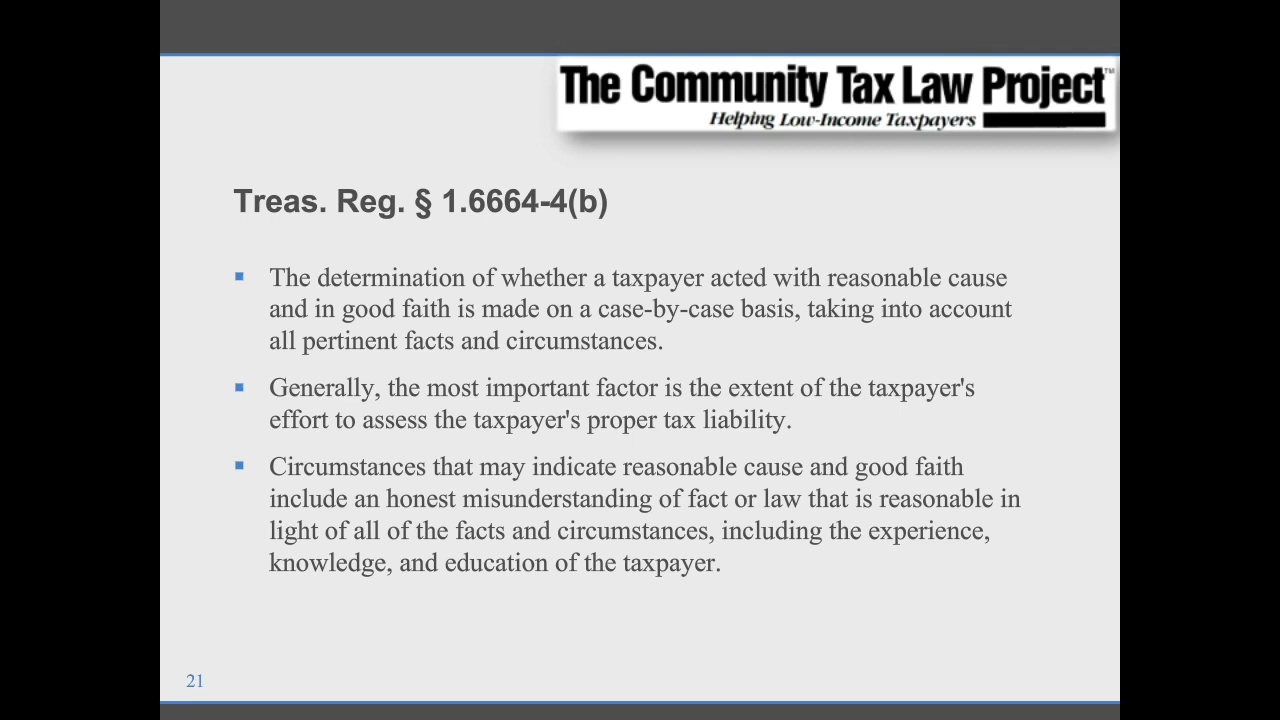 The Community Tax Law Project™
Helping Low-Income Taxpayers
Treas. Reg. § 1.6664-4(b)
▪ The determination of whether a taxpayer acted with reasonable cause
and in good faith is made on a case-by-case basis, taking into account
all pertinent facts and circumstances.
▪ Generally, the most important factor is the extent of the taxpayer's
effort to assess the taxpayer's proper tax liability.
▪ Circumstances that may indicate reasonable cause and good faith
include an honest misunderstanding of fact or law that is reasonable in
light of all of the facts and circumstances, including the experience,
knowledge, and education of the taxpayer.
21